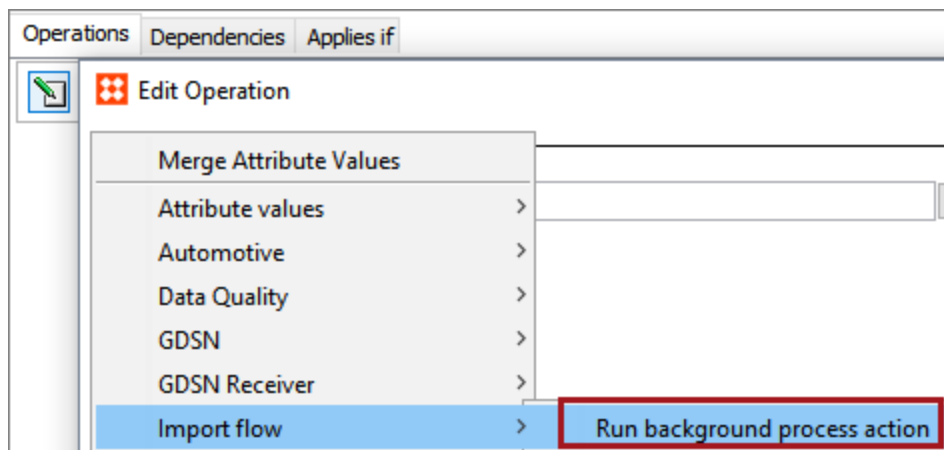 Operations Dependencies Applies if
Edit Operation
Merge Attribute Values
Attribute values
Automotive
Data Quality
GDSN
GDSN Receiver
Import flow Run background process action